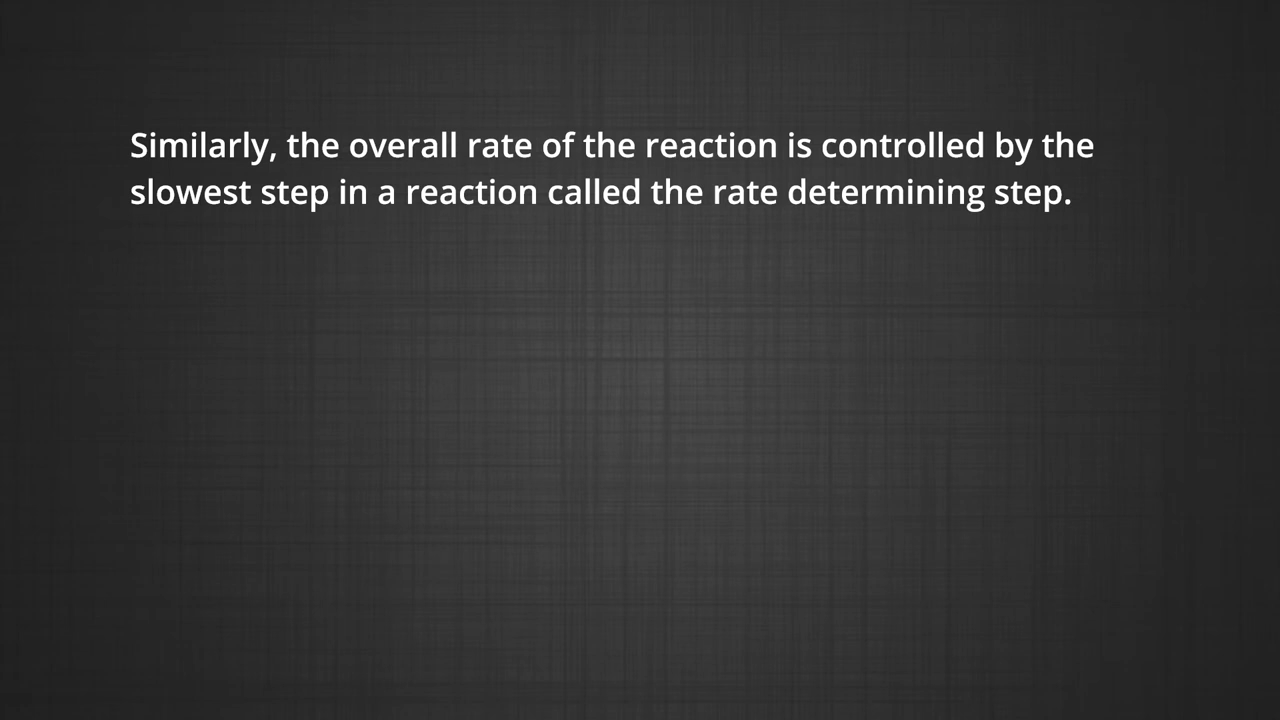 Similarly, the overall rate of the reaction is controlled by the
slowest step in a reaction called the rate determining step.